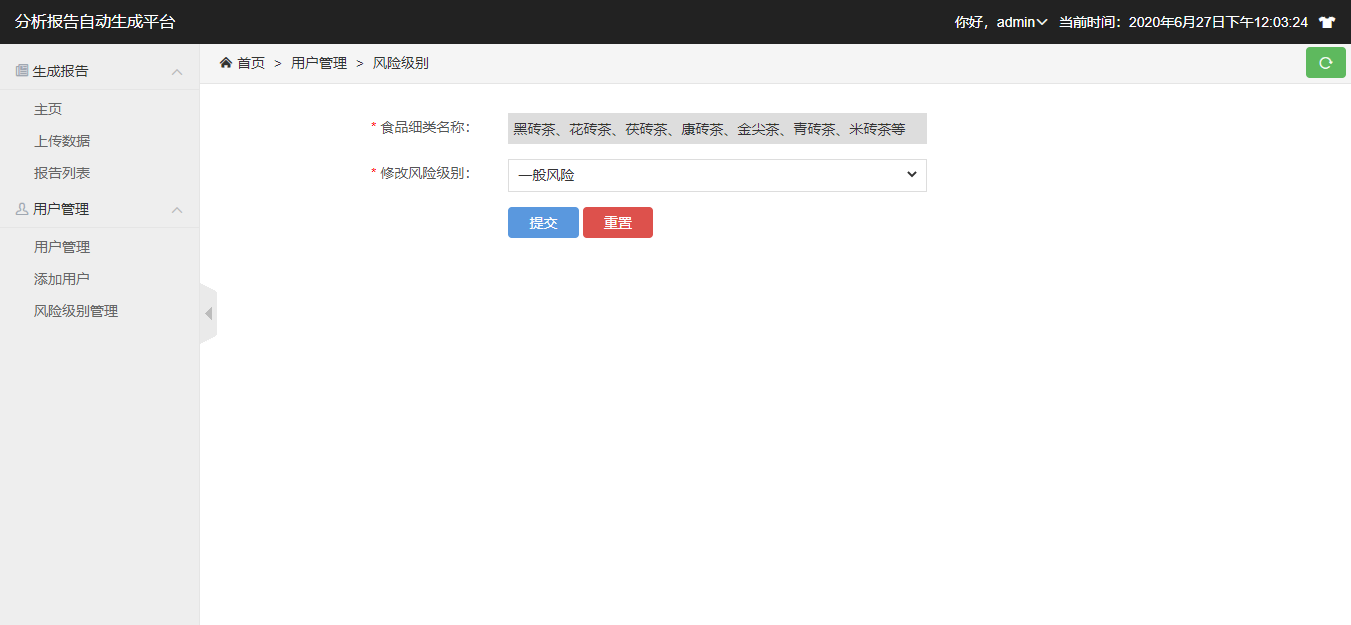 分析报告自动生成平台
你好，admin 当前时间：2020年6月27日下午12:03:24
生成报告
主页
上传数据
报告列表
用户管理
用户管理
添加用户
风险级别管理
首页 > 用户管理 > 风险级别
* 食品细类名称： 黑砖茶、花砖茶、茯砖茶、康砖茶、金尖茶、青砖茶、米砖茶等
* 修改风险级别： 一般风险
提交 重置